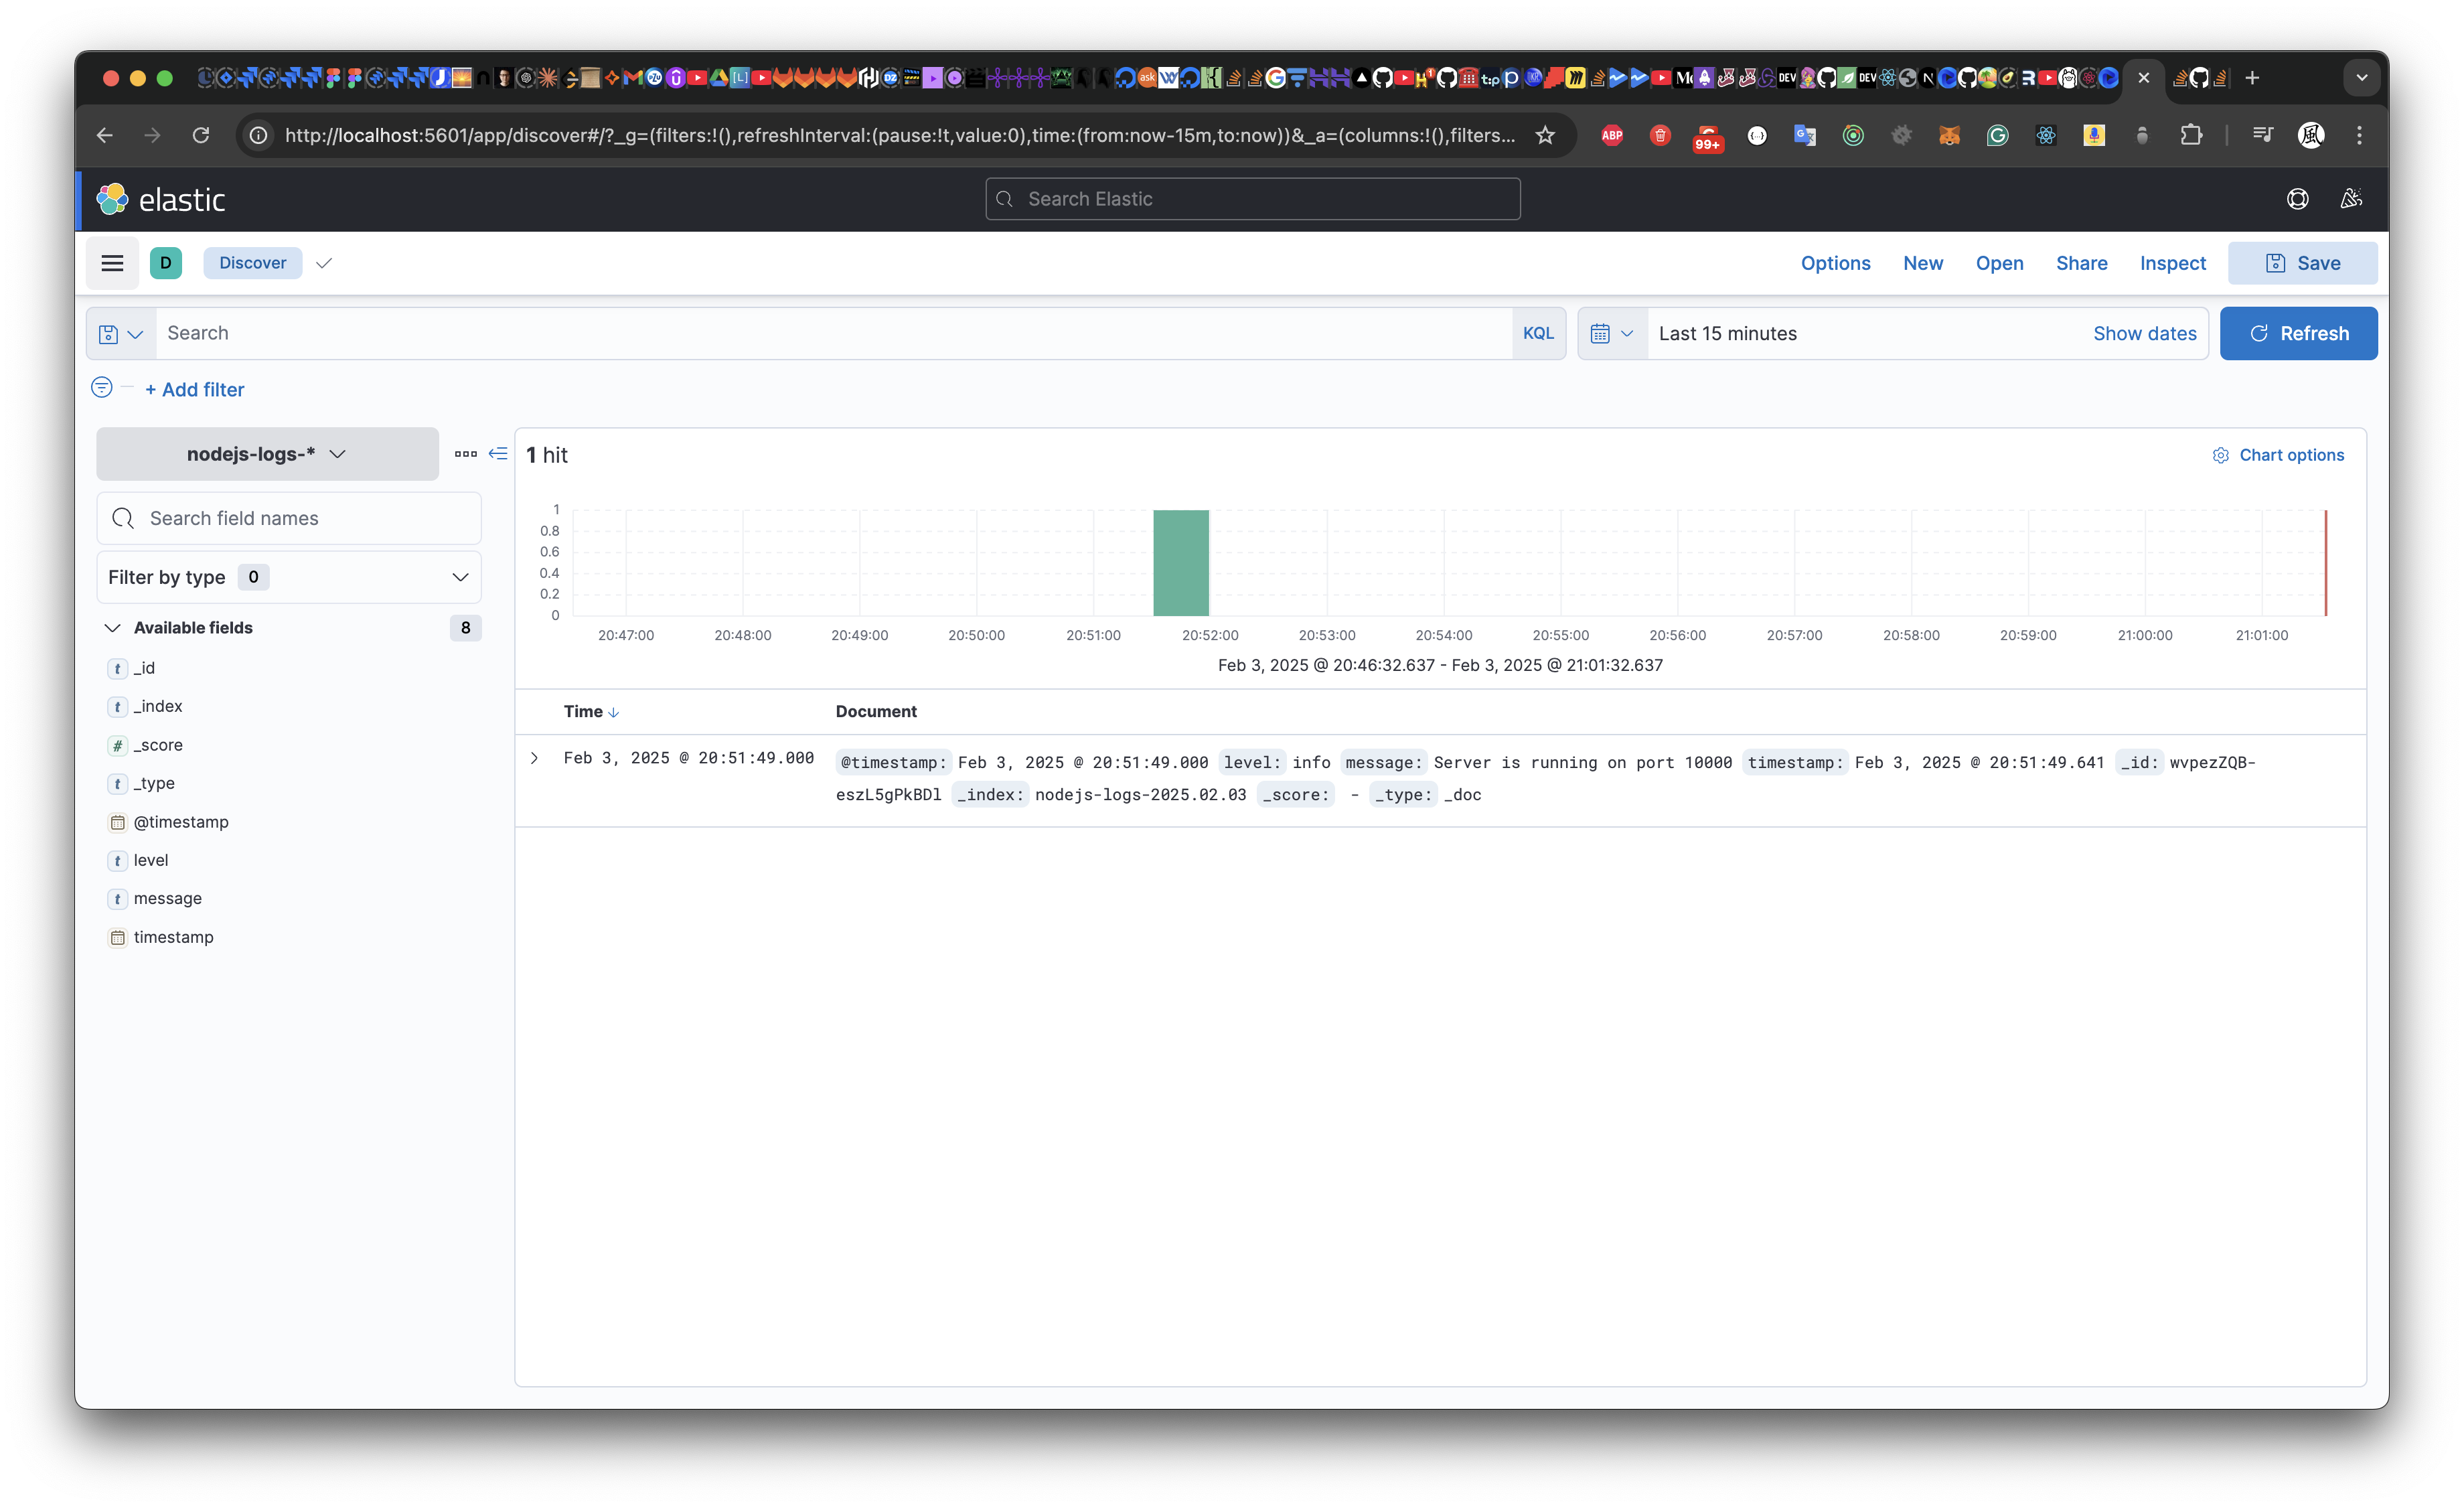 http://localhost:5601/app/discover#/?_g=(filters:!(),refreshInterval:(pause:!t,value:0),time:(from:now-15m,to:now))&_a=(columns:!(),filters...
ABP
99+
風
elastic
Search Elastic
D
Discover
Options
New
Open
Share
Inspect
Save
Search
KQL
Last 15 minutes
Show dates
Refresh
+ Add filter
nodejs-logs-*
1 hit
Chart options
Search field names
Filter by type 0
Available fields 8
_id
_index
_score
_type
@timestamp
level
message
timestamp
1
0.8
0.6
0.4
0.2
0
20:47:00 20:48:00 20:49:00 20:50:00 20:51:00 20:52:00 20:53:00 20:54:00 20:55:00 20:56:00 20:57:00 20:58:00 20:59:00 21:00:00 21:01:00
Feb 3, 2025 @ 20:46:32.637 - Feb 3, 2025 @ 21:01:32.637
Time Document
Feb 3, 2025 @ 20:51:49.000 @timestamp: Feb 3, 2025 @ 20:51:49.000 level: info message: Server is running on port 10000 timestamp: Feb 3, 2025 @ 20:51:49.641 _id: wvpezZQB-
eszL5gPkBDl _index: nodejs-logs-2025.02.03 _score: - _type: _doc